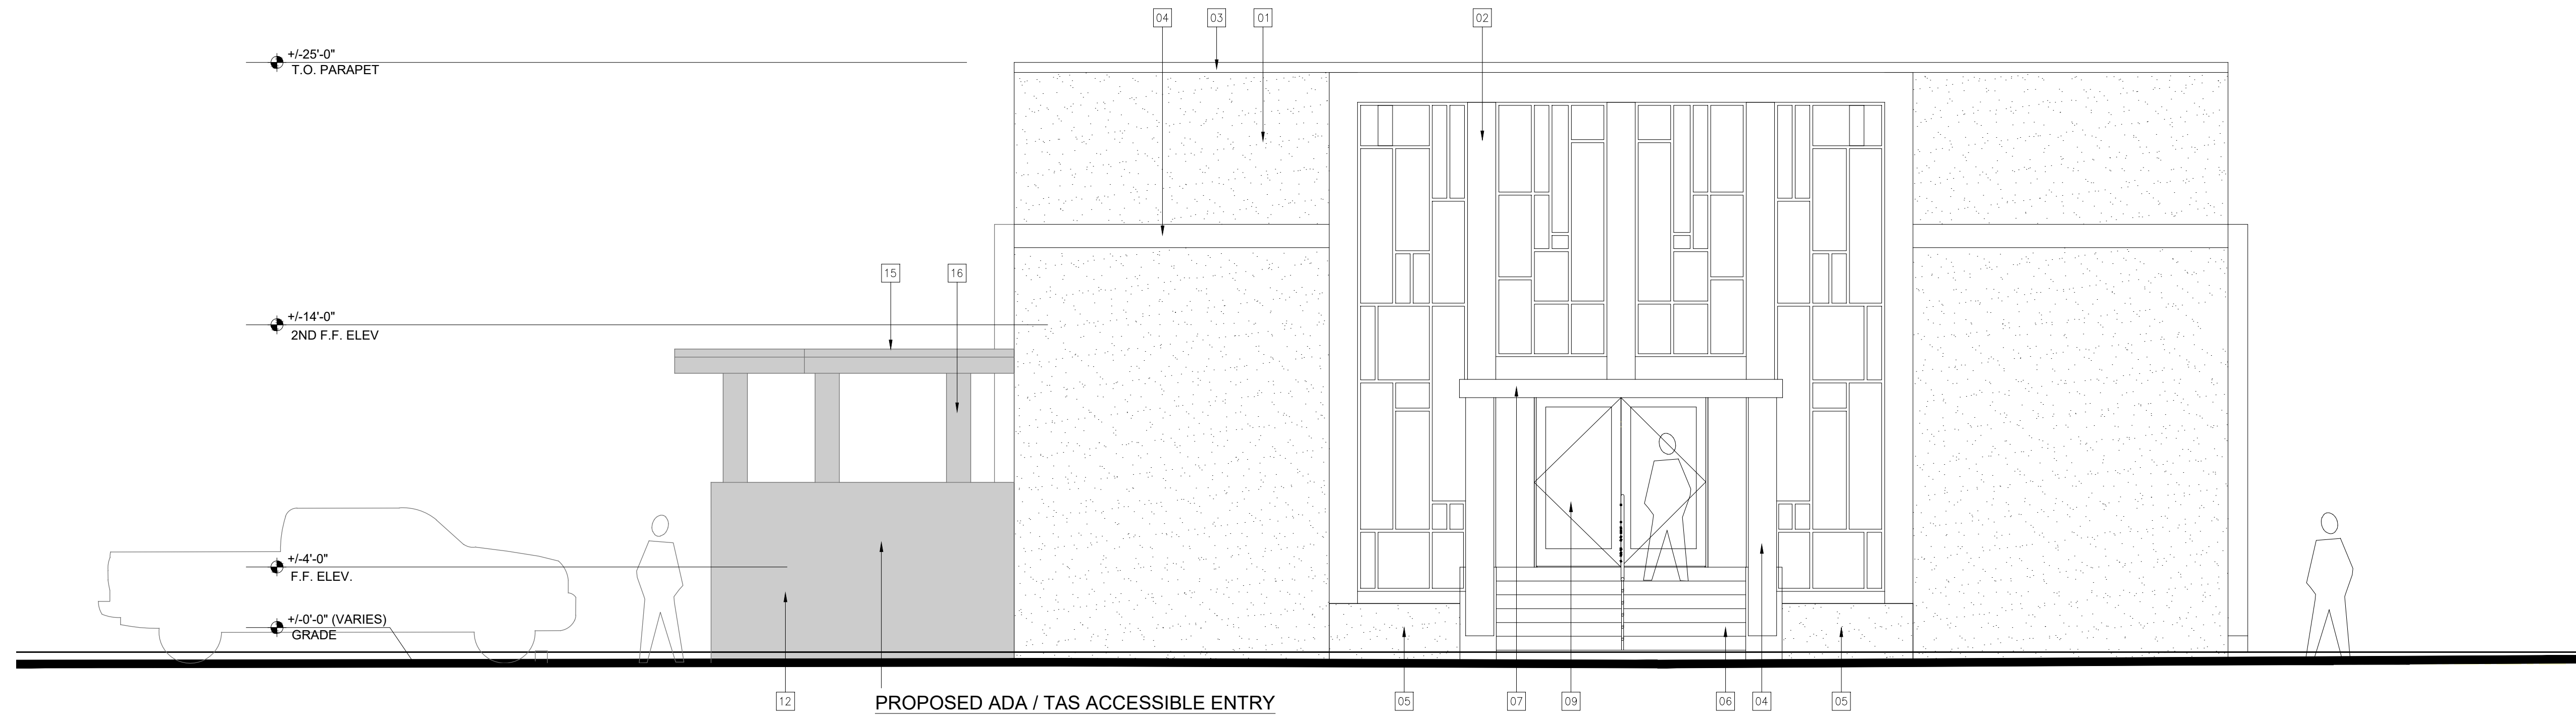 04 03 01 02
+/-25'-0"
T.O. PARAPET
15 16
+/-14'-0"
2ND F.F. ELEV
+/-4'-0"
F.F. ELEV.
+/-0'-0" (VARIES)
GRADE
12 05 07 09 06 04 05
PROPOSED ADA / TAS ACCESSIBLE ENTRY